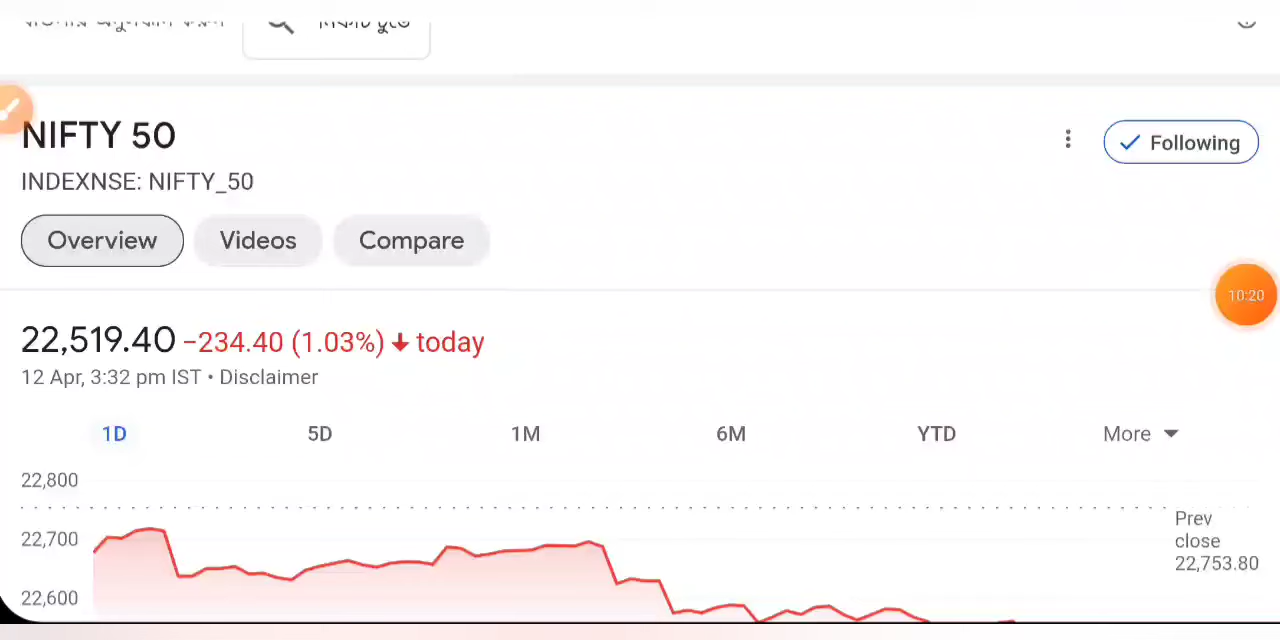 NIFTY 50
Following
INDEXNSE: NIFTY_50
Overview Videos Compare
10:20
22,519.40 −234.40 (1.03%) ↓ today
12 Apr, 3:32 pm IST • Disclaimer
1D 5D 1M 6M YTD More
22,800
22,700
22,600
Prev
close
22,753.80